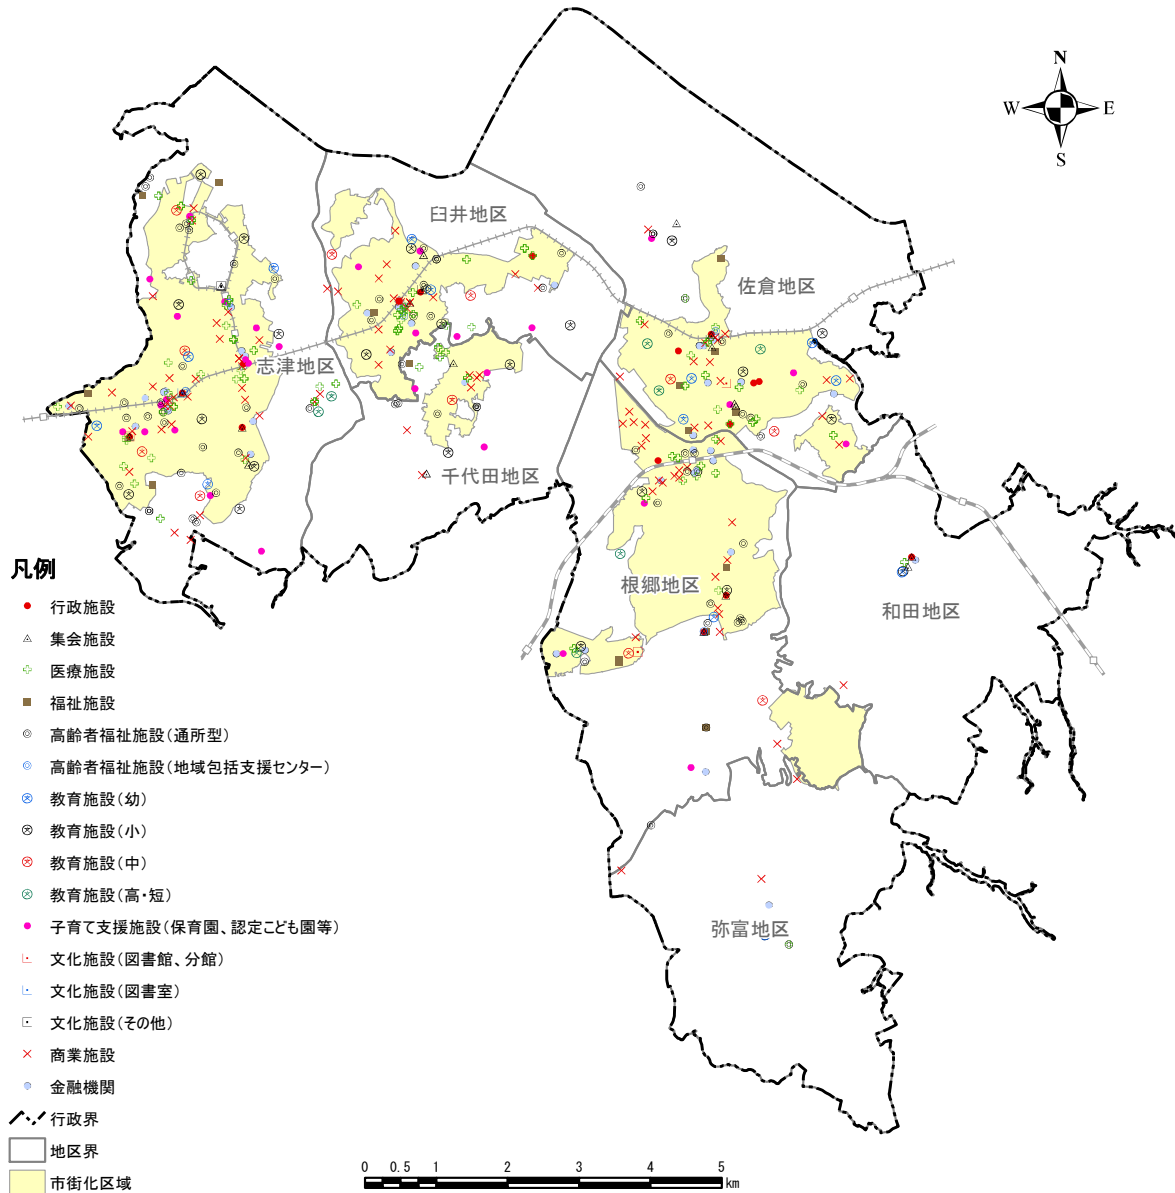 N
W E
S
臼井地区
佐倉地区
志津地区
千代田地区
根郷地区
和田地区
弥富地区
凡例
行政施設
集会施設
医療施設
福祉施設
高齢者福祉施設(通所型)
高齢者福祉施設(地域包括支援センター)
教育施設(幼)
教育施設(小)
教育施設(中)
教育施設(高・短)
子育て支援施設(保育園、認定こども園等)
文化施設(図書館、分館)
文化施設(図書室)
文化施設(その他)
商業施設
金融機関
行政界
地区界
市街化区域
0 0.5 1 2 3 4 5
km